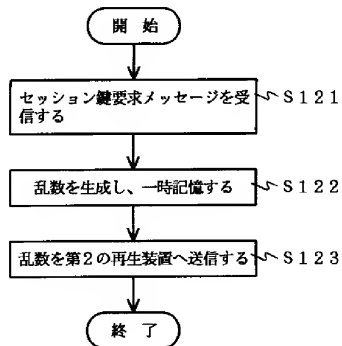 開 始
セッション鍵要求メッセージを受
信する
S121
乱数を生成し、一時記憶する
S122
乱数を第2の再生装置へ送信する
S123
終 了